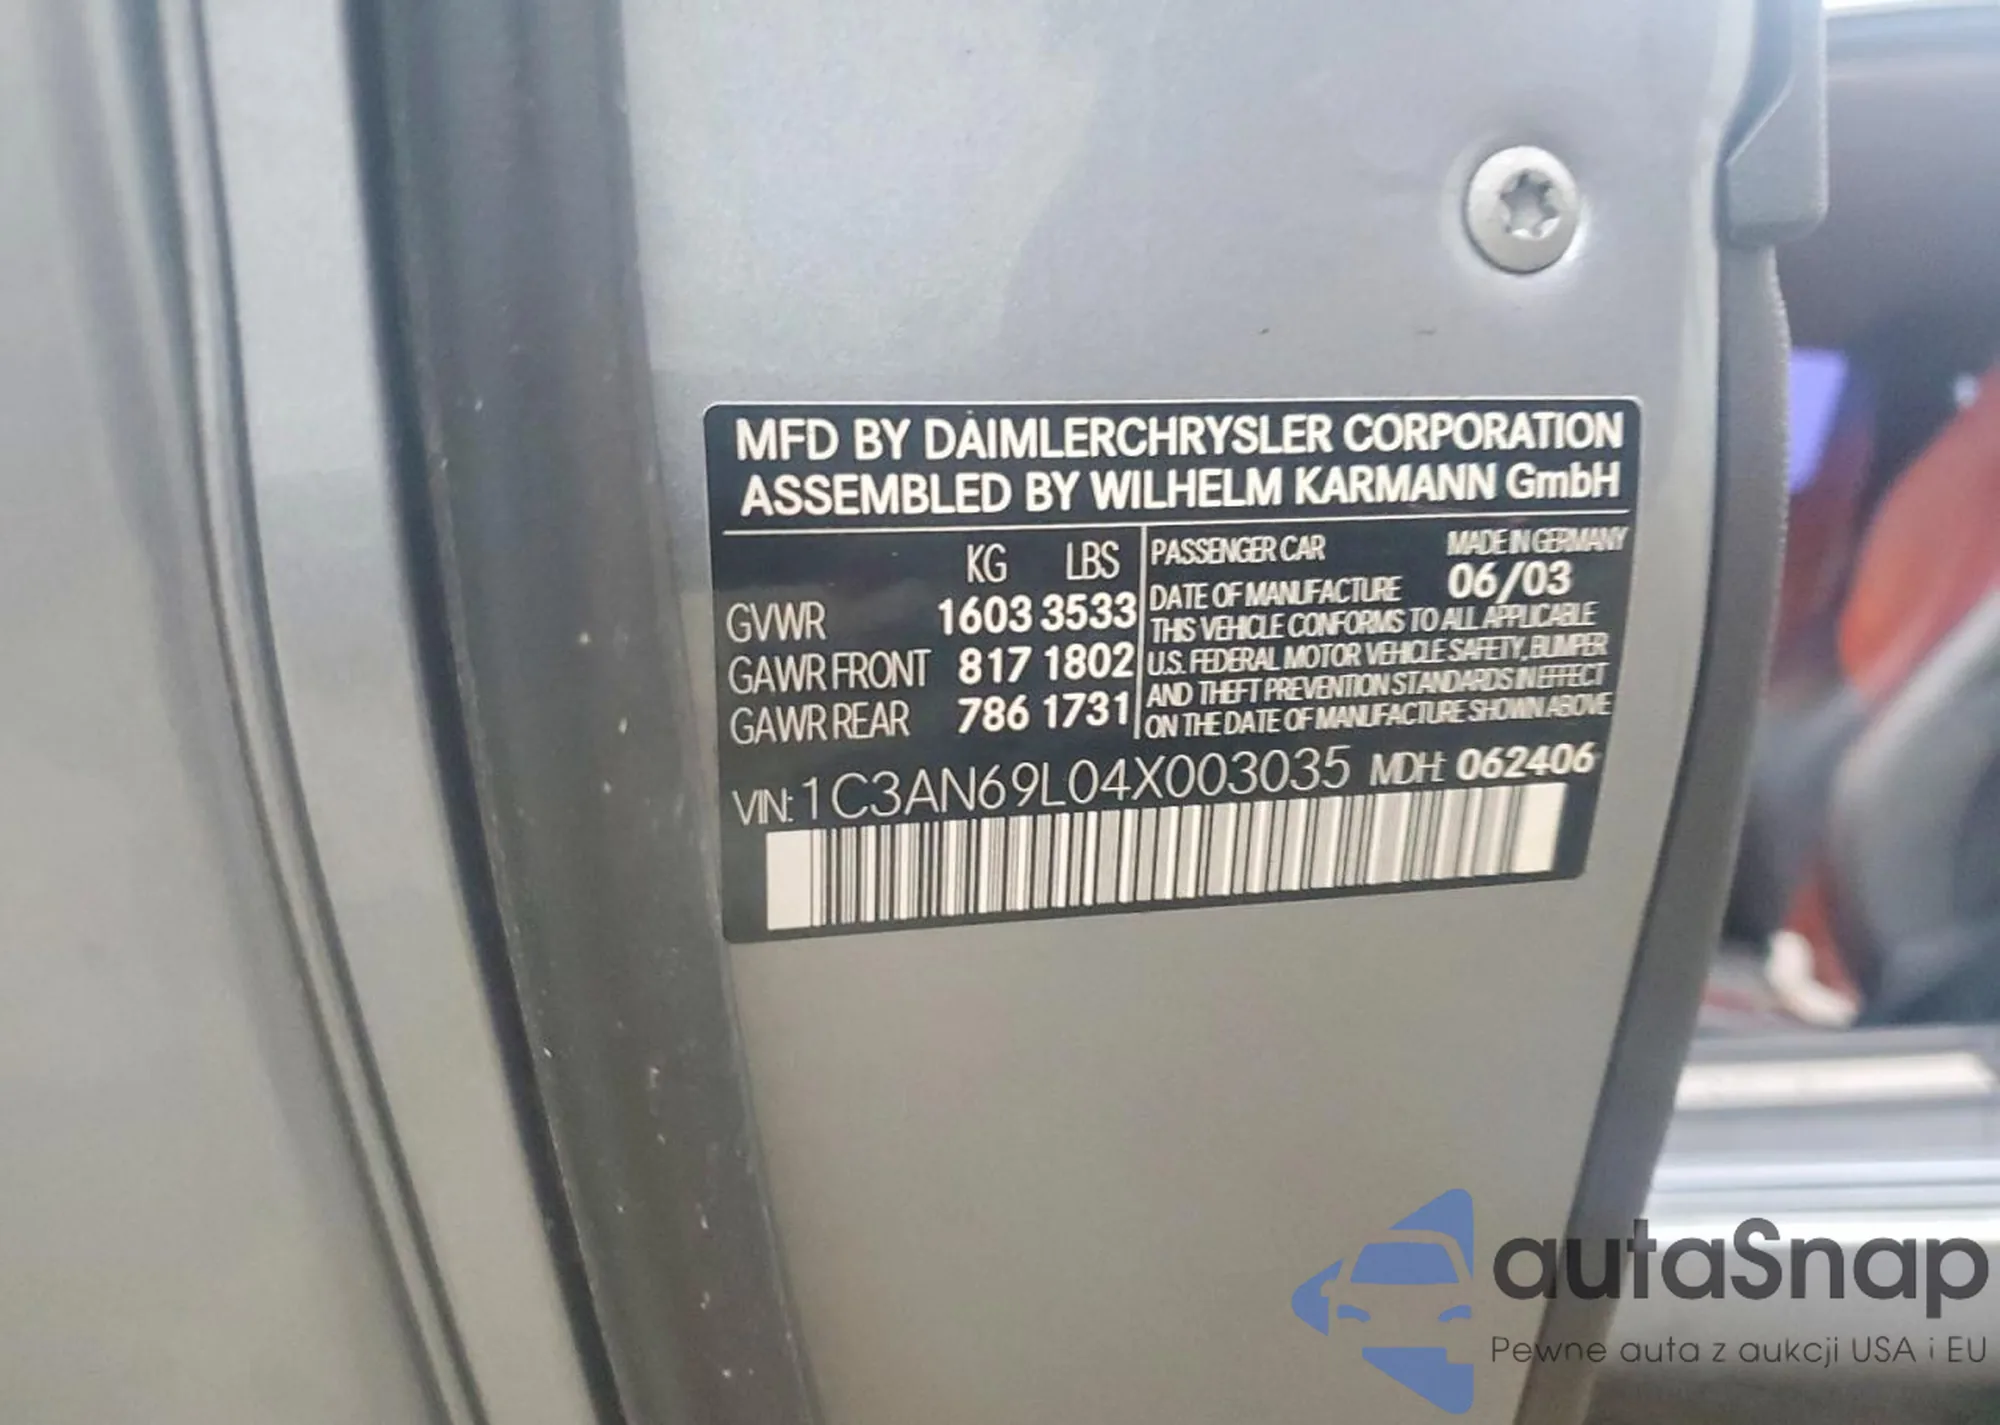 MFD BY DAIMLERCHRYSLER CORPORATION
ASSEMBLED BY WILHELM KARMANN GmbH
KG LBS
GVWR 1603 3533
GAWR FRONT 817 1802
GAWR REAR 786 1731
PASSENGER CAR MADE IN GERMANY
DATE OF MANUFACTURE 06/03
THIS VEHICLE CONFORMS TO ALL APPLICABLE
U.S. FEDERAL MOTOR VEHICLE SAFETY, BUMPER
AND THEFT PREVENTION STANDARDS IN EFFECT
ON THE DATE OF MANUFACTURE SHOWN ABOVE
VIN: 1C3AN69L04X003035 MDH: 062406
autaSnap
Pewne auta z aukcji USA i EU